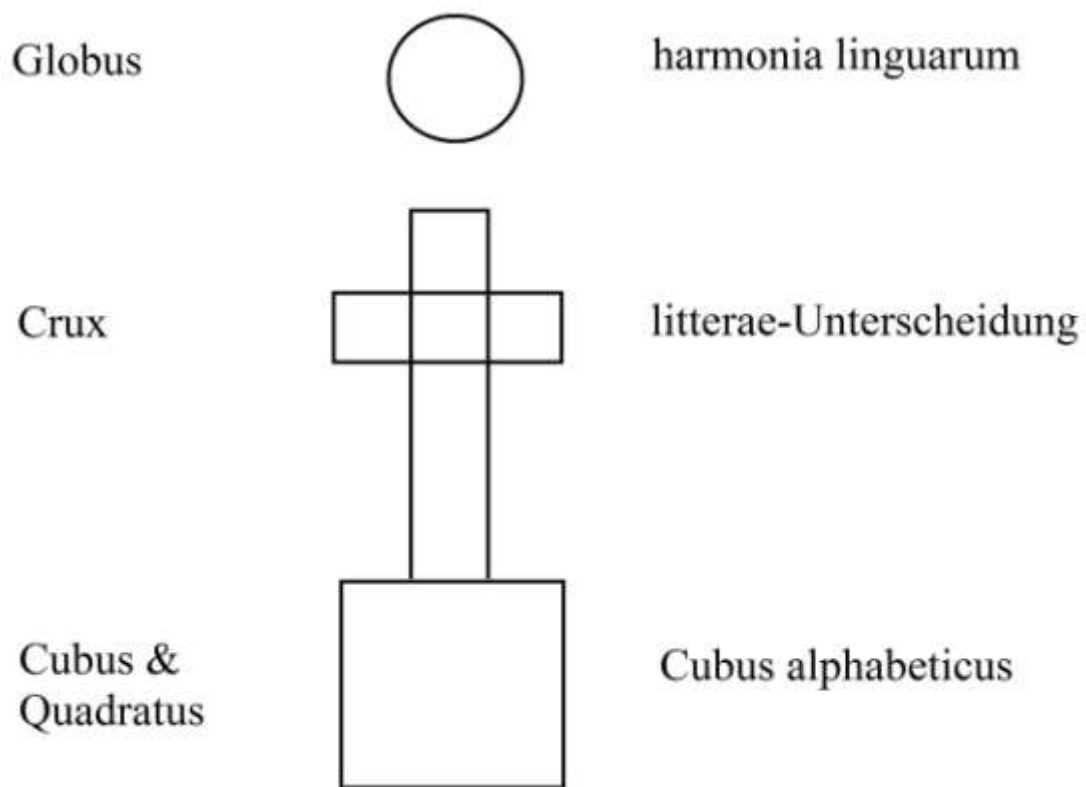 Globus
harmonia linguarum
Crux
litterae-Unterscheidung
Cubus &
Quadratus
Cubus alphabeticus